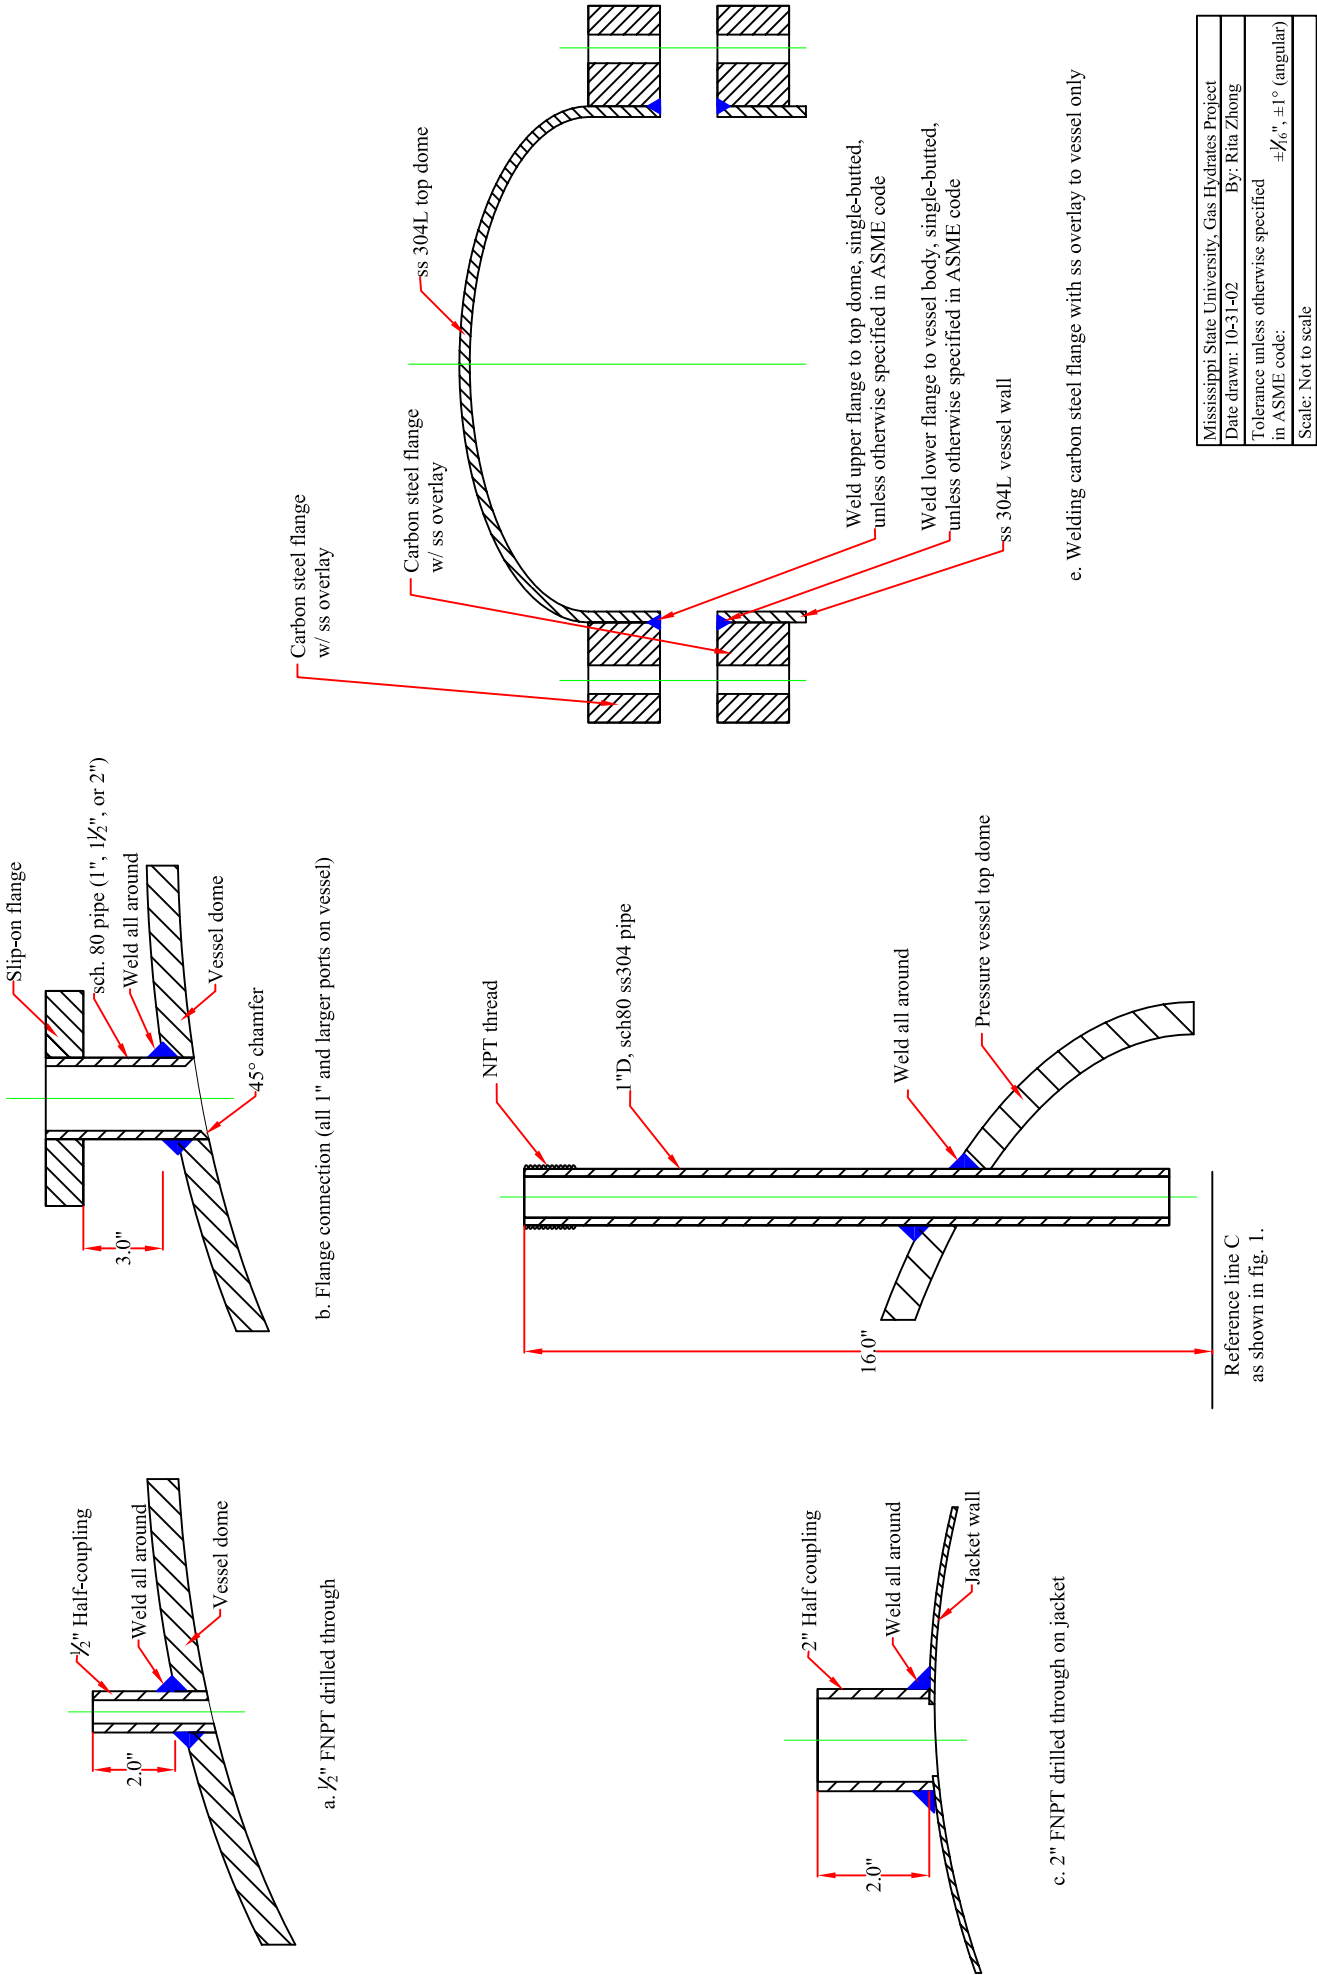 ½" Half-coupling
Weld all around
Vessel dome
2.0"
a. ½" FNPT drilled through
Slip-on flange
sch. 80 pipe (1", 1½", or 2")
Weld all around
Vessel dome
45° chamfer
3.0"
b. Flange connection (all 1" and larger ports on vessel)
2" Half coupling
Weld all around
Jacket wall
2.0"
c. 2" FNPT drilled through on jacket
NPT thread
1"D, sch80 ss304 pipe
Weld all around
Pressure vessel top dome
16.0"
Reference line C
as shown in fig. 1.
Carbon steel flange
w/ ss overlay
Carbon steel flange
w/ ss overlay
ss 304L top dome
Weld upper flange to top dome, single-butted,
unless otherwise specified in ASME code
Weld lower flange to vessel body, single-butted,
unless otherwise specified in ASME code
ss 304L vessel wall
e. Welding carbon steel flange with ss overlay to vessel only
Mississippi State University, Gas Hydrates Project
Date drawn: 10-31-02 By: Rita Zhong
Tolerance unless otherwise specified
in ASME code: ±1⁄16", ±1° (angular)
Scale: Not to scale